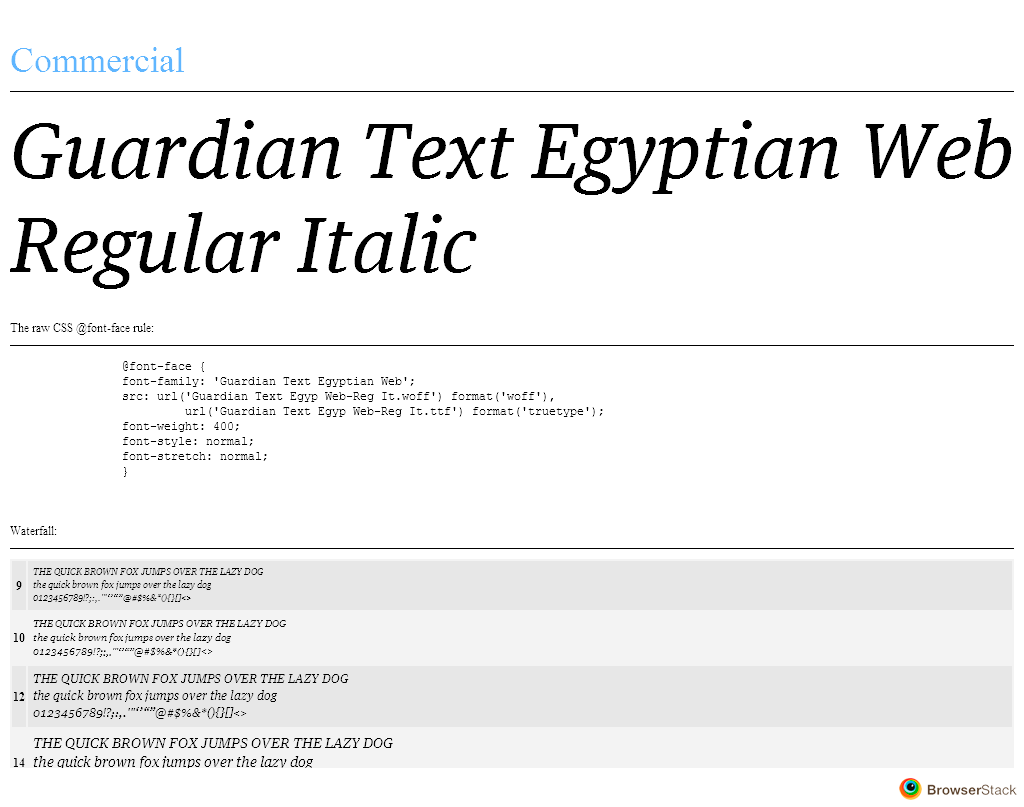 Commercial
Guardian Text Egyptian Web
Regular Italic
The raw CSS @font-face rule:
@font-face {
font-family: 'Guardian Text Egyptian Web';
src: url('Guardian Text Egyp Web-Reg It.woff') format('woff'),
url('Guardian Text Egyp Web-Reg It.ttf') format('truetype');
font-weight: 400;
font-style: normal;
font-stretch: normal;
}
Waterfall:
THE QUICK BROWN FOX JUMPS OVER THE LAZY DOG
9 the quick brown fox jumps over the lazy dog
0123456789!?;:,.'"‘’“”@#$%&*(){}[]<>
THE QUICK BROWN FOX JUMPS OVER THE LAZY DOG
10 the quick brown fox jumps over the lazy dog
0123456789!?;:,.'"‘’“”@#$%&*(){}[]<>
THE QUICK BROWN FOX JUMPS OVER THE LAZY DOG
12 the quick brown fox jumps over the lazy dog
0123456789!?;:,.'"‘’“”@#$%&*(){}[]<>
THE QUICK BROWN FOX JUMPS OVER THE LAZY DOG
14 the quick brown fox jumps over the lazy dog
BrowserStack